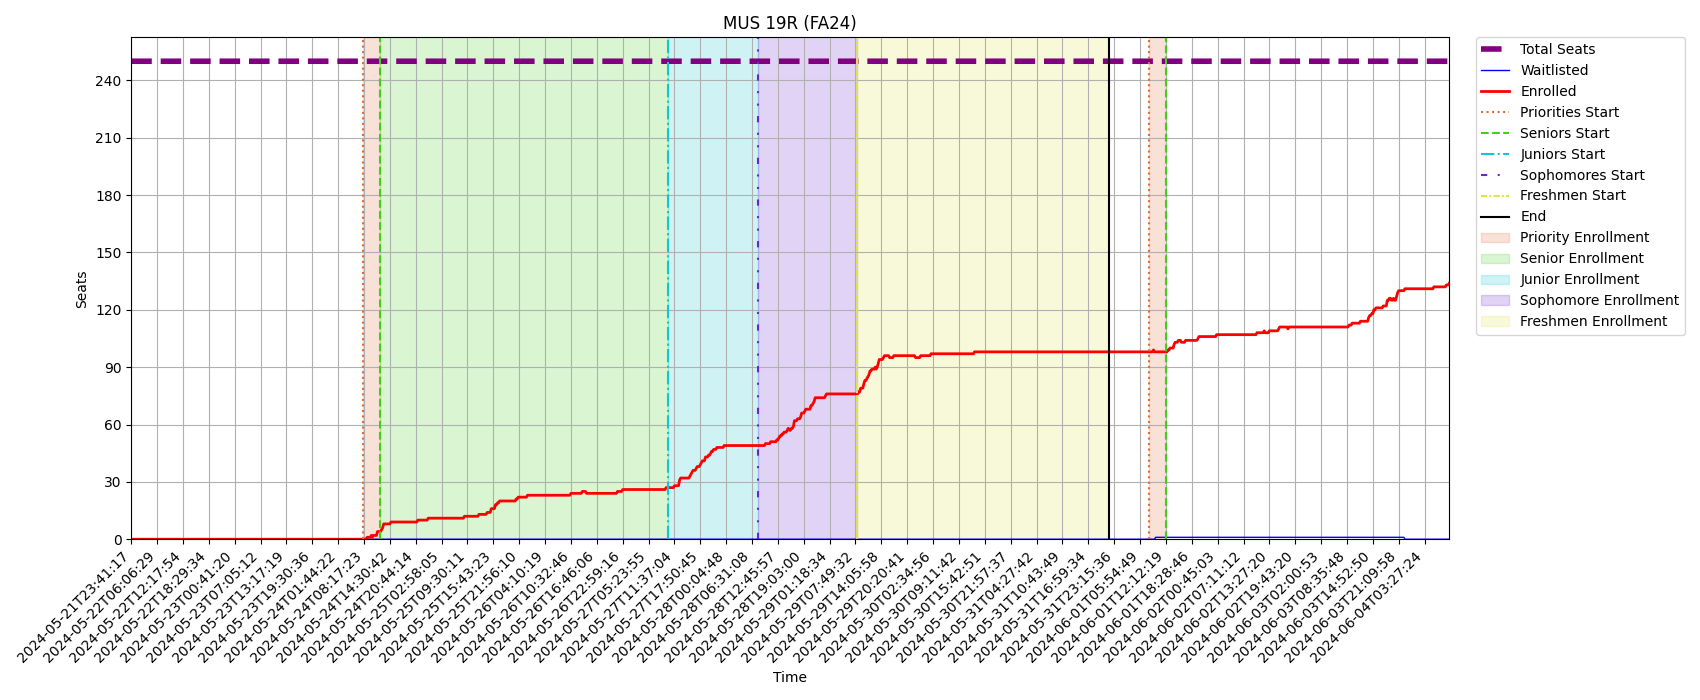 MUS 19R (FA24)
Seats
240
210
180
150
120
90
60
30
0
2024-05-21T23:41:17
2024-05-22T06:06:29
2024-05-22T12:17:54
2024-05-22T18:29:34
2024-05-23T00:41:20
2024-05-23T07:05:12
2024-05-23T13:17:19
2024-05-23T19:30:36
2024-05-24T01:44:22
2024-05-24T08:17:23
2024-05-24T14:30:42
2024-05-24T20:44:14
2024-05-25T02:58:05
2024-05-25T09:30:11
2024-05-25T15:43:23
2024-05-25T21:56:10
2024-05-26T04:10:19
2024-05-26T10:32:46
2024-05-26T16:46:06
2024-05-26T22:59:16
2024-05-27T05:23:55
2024-05-27T11:37:04
2024-05-27T17:50:45
2024-05-28T00:04:48
2024-05-28T06:31:09
2024-05-28T12:45:57
2024-05-28T19:03:00
2024-05-29T01:18:34
2024-05-29T07:49:32
2024-05-29T14:05:58
2024-05-29T20:20:41
2024-05-30T02:34:56
2024-05-30T09:11:42
2024-05-30T15:42:51
2024-05-30T21:57:37
2024-05-31T04:27:42
2024-05-31T10:43:49
2024-05-31T16:59:34
2024-05-31T23:15:36
2024-06-01T05:54:49
2024-06-01T12:12:19
2024-06-01T18:28:46
2024-06-02T00:45:03
2024-06-02T07:11:12
2024-06-02T13:27:20
2024-06-02T19:43:20
2024-06-03T02:00:53
2024-06-03T08:35:48
2024-06-03T14:52:50
2024-06-03T21:09:58
2024-06-04T03:27:24
Time
Total Seats
Waitlisted
Enrolled
Priorities Start
Seniors Start
Juniors Start
Sophomores Start
Freshmen Start
End
Priority Enrollment
Senior Enrollment
Junior Enrollment
Sophomore Enrollment
Freshmen Enrollment